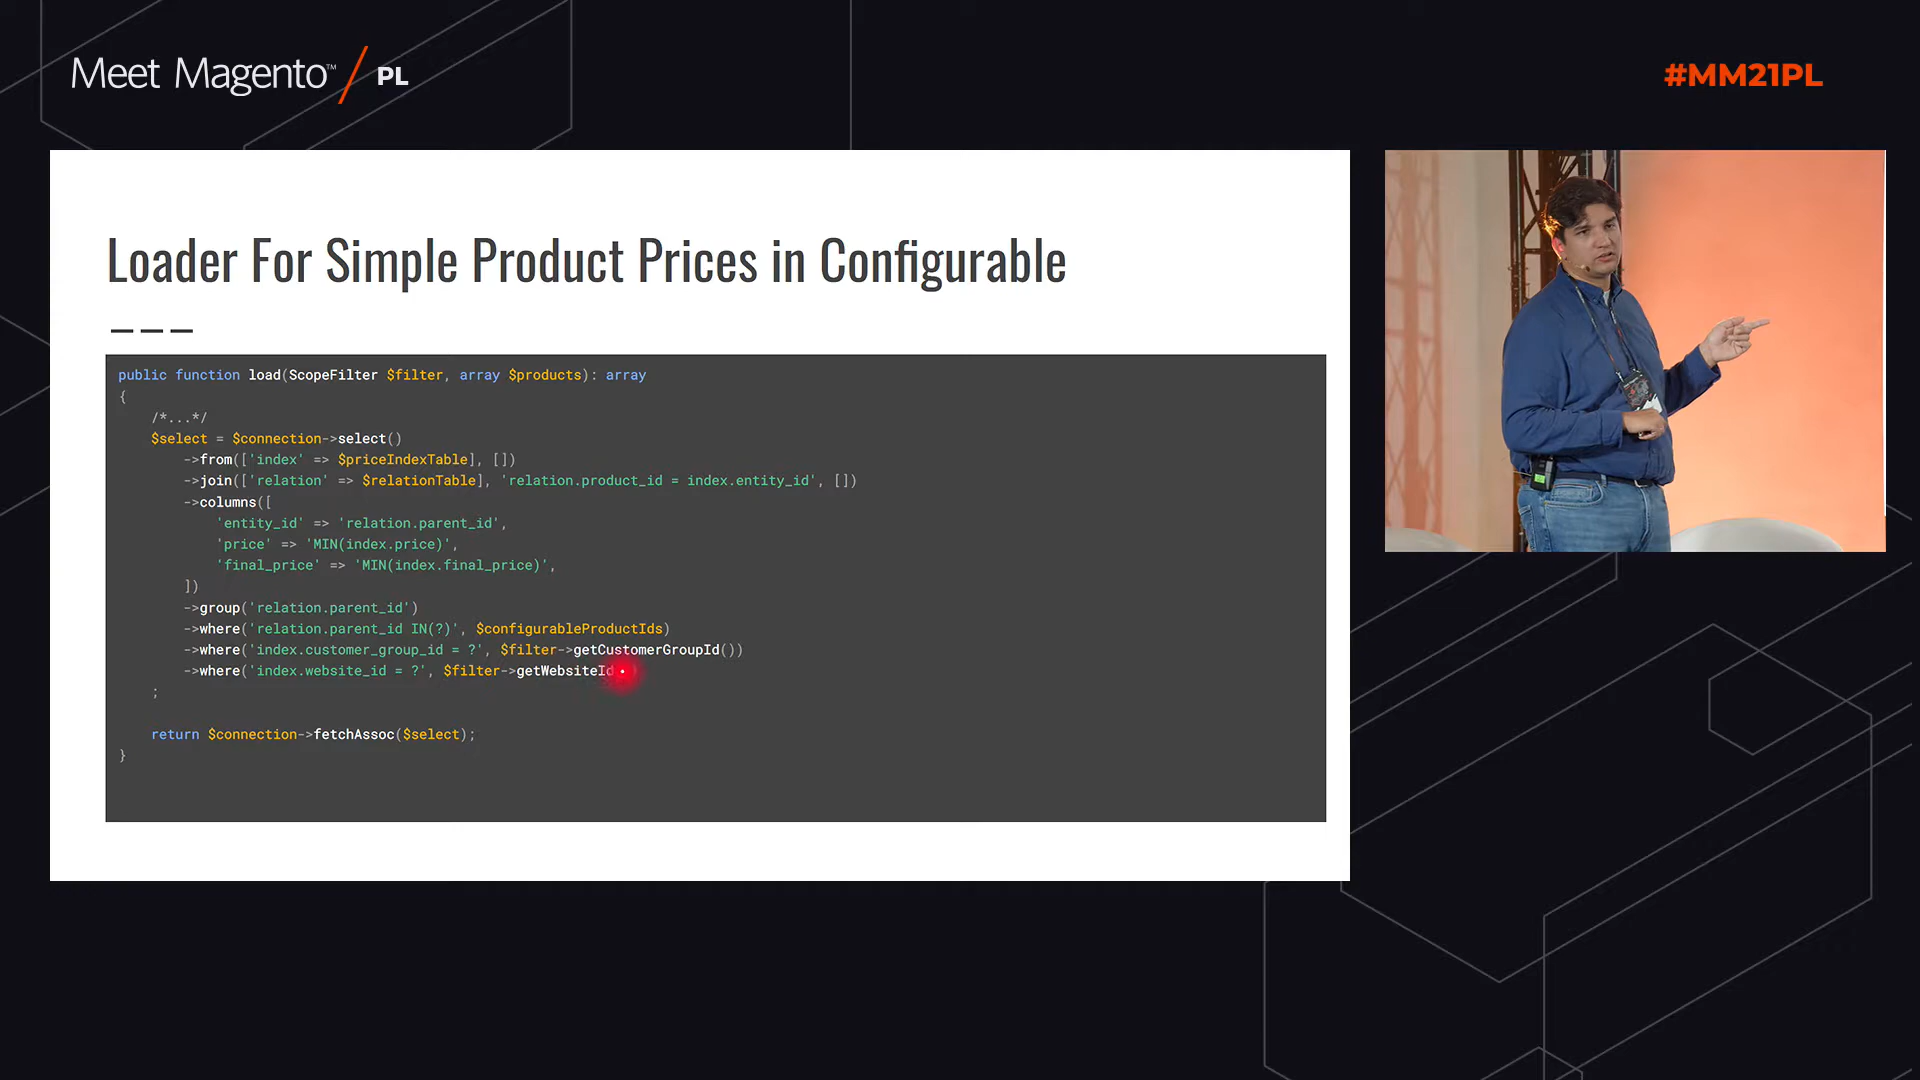 Meet Magento™ / PL
#MM21PL
Loader For Simple Product Prices in Configurable
public function load(ScopeFilter $filter, array $products): array
{
    /*...*/
    $select = $connection->select()
        ->from(['index' => $priceIndexTable], [])
        ->join(['relation' => $relationTable], 'relation.product_id = index.entity_id', [])
        ->columns([
            'entity_id' => 'relation.parent_id',
            'price' => 'MIN(index.price)',
            'final_price' => 'MIN(index.final_price)',
        ])
        ->group('relation.parent_id')
        ->where('relation.parent_id IN(?)', $configurableProductIds)
        ->where('index.customer_group_id = ?', $filter->getCustomerGroupId())
        ->where('index.website_id = ?', $filter->getWebsiteId
    ;
    return $connection->fetchAssoc($select);
}